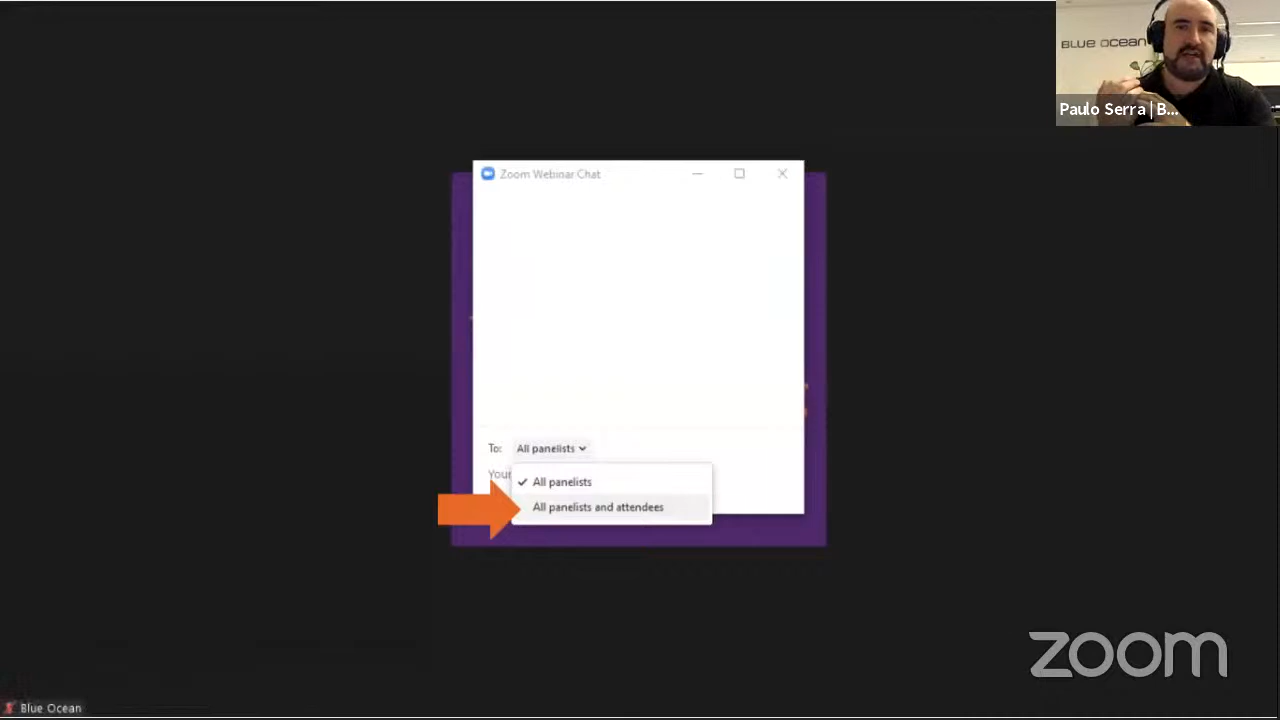 BLUE OCEAN
Paulo Serra | B...
Zoom Webinar Chat
To: All panelists
Your
All panelists
All panelists and attendees
zoom
Blue Ocean